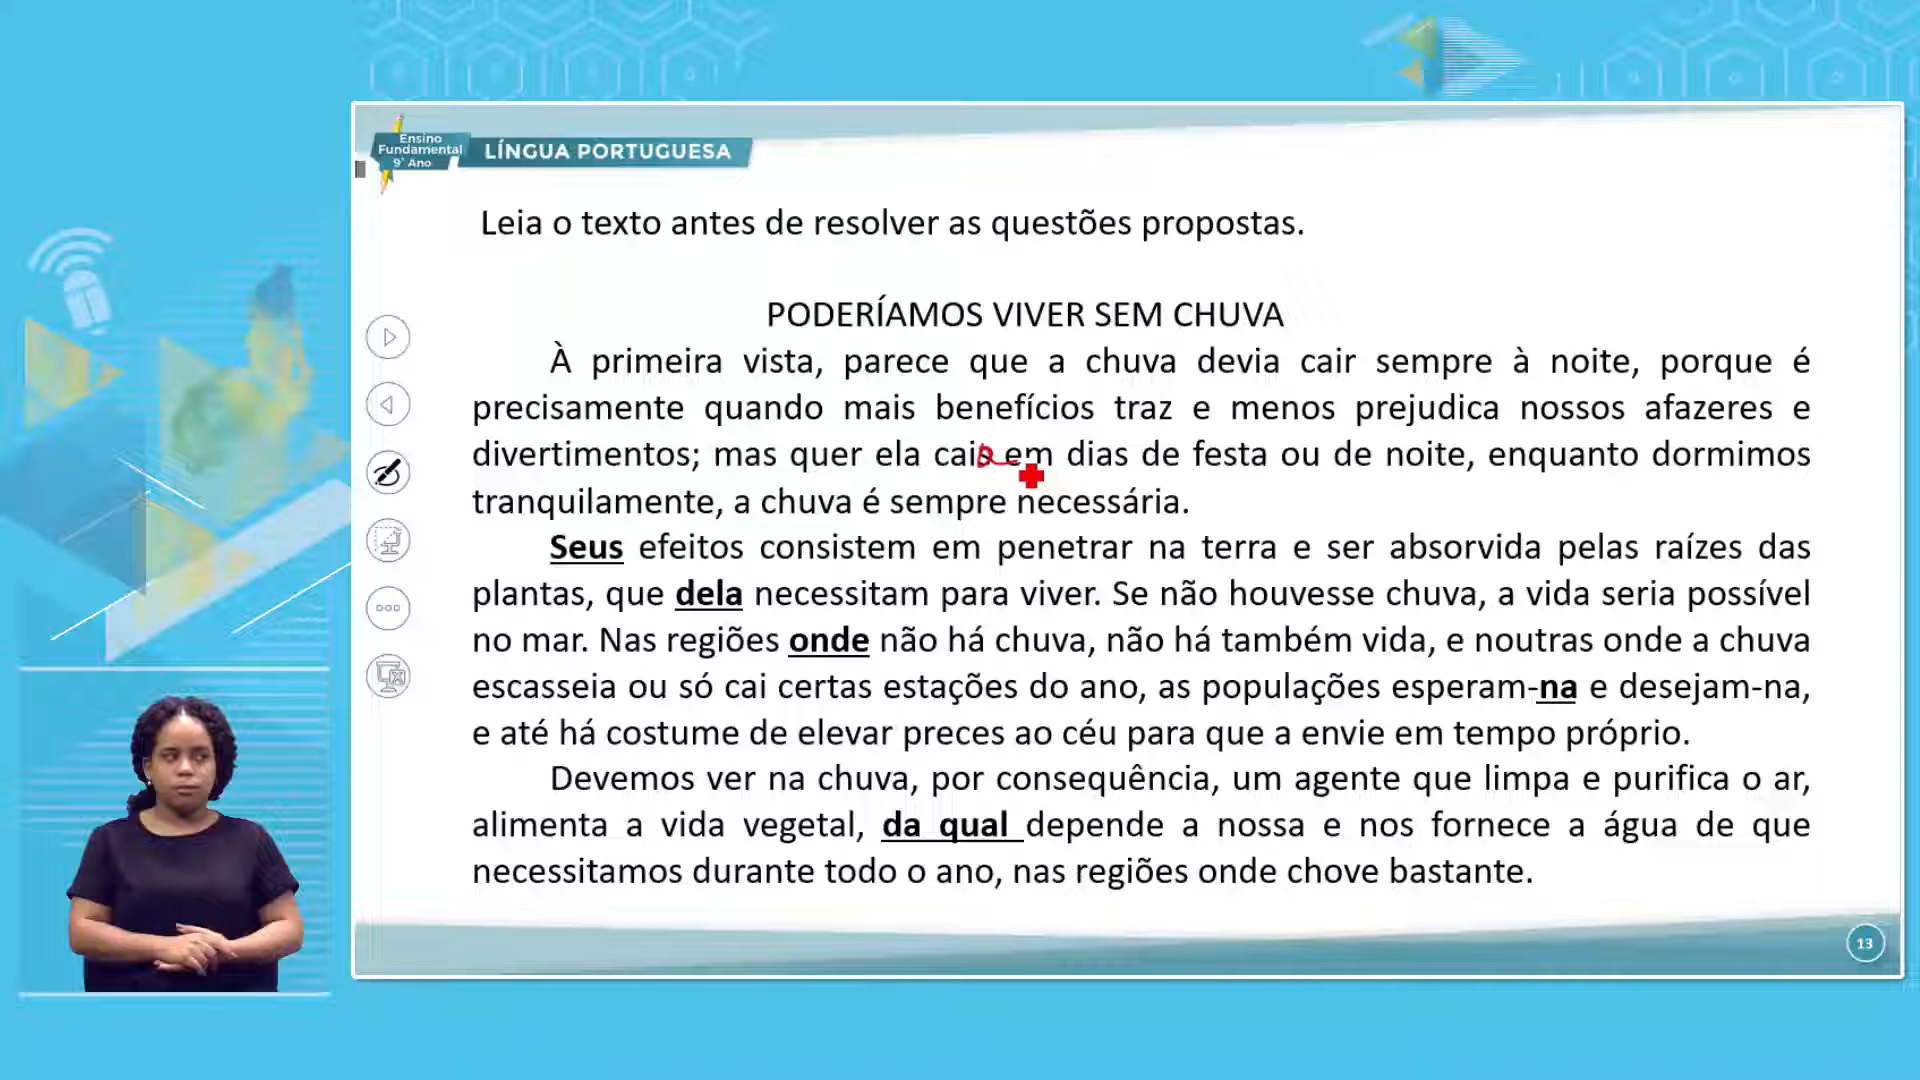 Ensino
Fundamental
9° Ano
LÍNGUA PORTUGUESA
Leia o texto antes de resolver as questões propostas.
PODERÍAMOS VIVER SEM CHUVA
À primeira vista, parece que a chuva devia cair sempre à noite, porque é
precisamente quando mais benefícios traz e menos prejudica nossos afazeres e
divertimentos; mas quer ela cais em dias de festa ou de noite, enquanto dormimos
tranquilamente, a chuva é sempre necessária.
Seus efeitos consistem em penetrar na terra e ser absorvida pelas raízes das
plantas, que dela necessitam para viver. Se não houvesse chuva, a vida seria possível
no mar. Nas regiões onde não há chuva, não há também vida, e noutras onde a chuva
escasseia ou só cai certas estações do ano, as populações esperam-na e desejam-na,
e até há costume de elevar preces ao céu para que a envie em tempo próprio.
Devemos ver na chuva, por consequência, um agente que limpa e purifica o ar,
alimenta a vida vegetal, da qual depende a nossa e nos fornece a água de que
necessitamos durante todo o ano, nas regiões onde chove bastante.
13